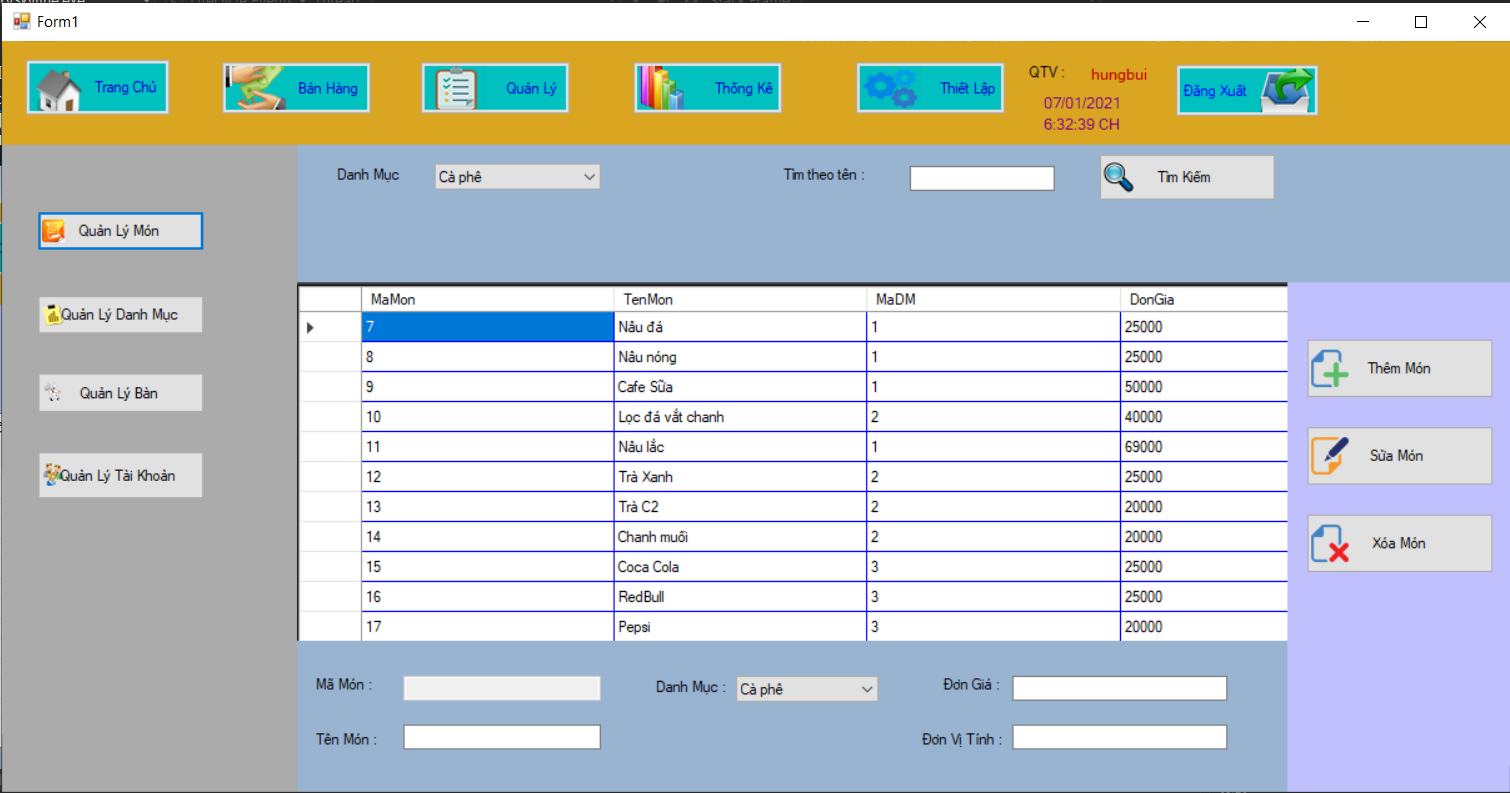 Form1
Trang Chủ
Bán Hàng
Quản Lý
Thống Kê
Thiết Lập
QTV :
hungbui
07/01/2021
6:32:39 CH
Đăng Xuất
Danh Mục
Cà phê
Tìm theo tên :
Tìm Kiếm
Quản Lý Món
Quản Lý Danh Mục
Quản Lý Bàn
Quản Lý Tài Khoản
MaMon TenMon MaDM DonGia
7 Nâu đá 1 25000
8 Nâu nóng 1 25000
9 Cafe Sữa 1 50000
10 Lọc đá vắt chanh 2 40000
11 Nâu lắc 1 69000
12 Trà Xanh 2 25000
13 Trà C2 2 20000
14 Chanh muối 2 20000
15 Coca Cola 3 25000
16 RedBull 3 25000
17 Pepsi 3 20000
Thêm Món
Sửa Món
Xóa Món
Mã Món :
Danh Mục : Cà phê
Đơn Giá :
Tên Món :
Đơn Vị Tính :